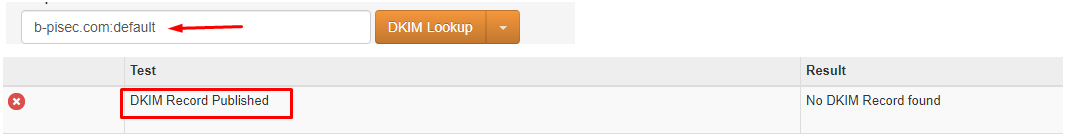 b-pisec.com:default
DKIM Lookup
Test Result
DKIM Record Published No DKIM Record found